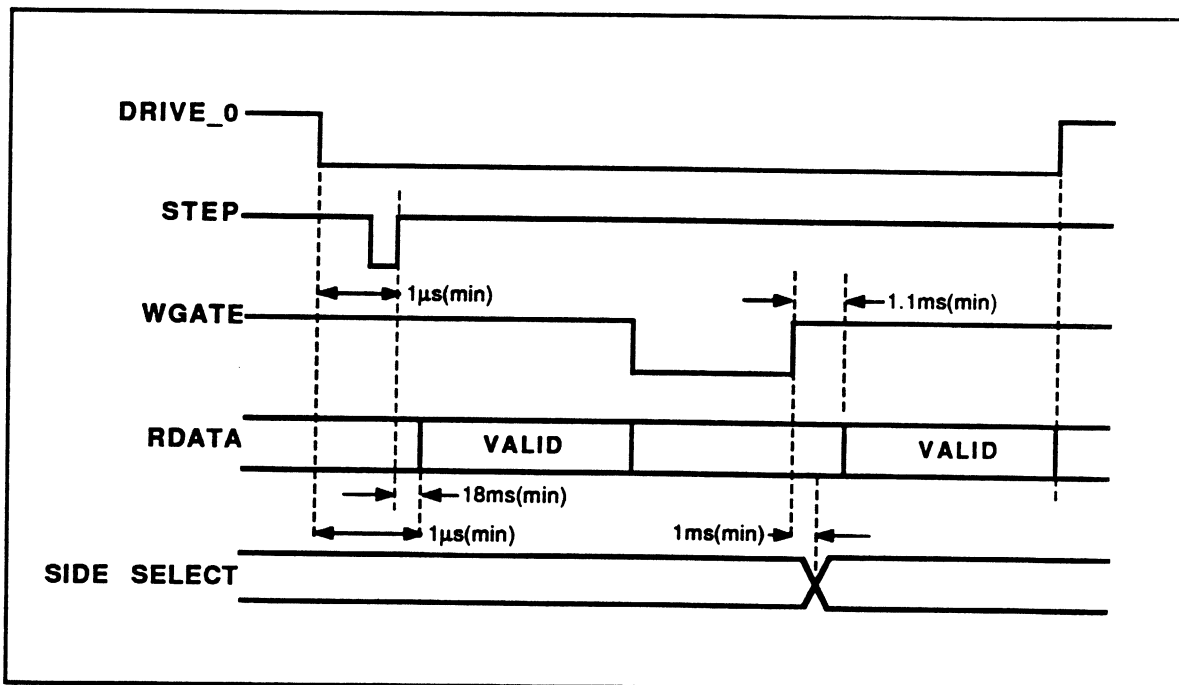 DRIVE_0
STEP
1µs(min)
WGATE
1.1ms(min)
RDATA
VALID
VALID
18ms(min)
1µs(min)
1ms(min)
SIDE SELECT